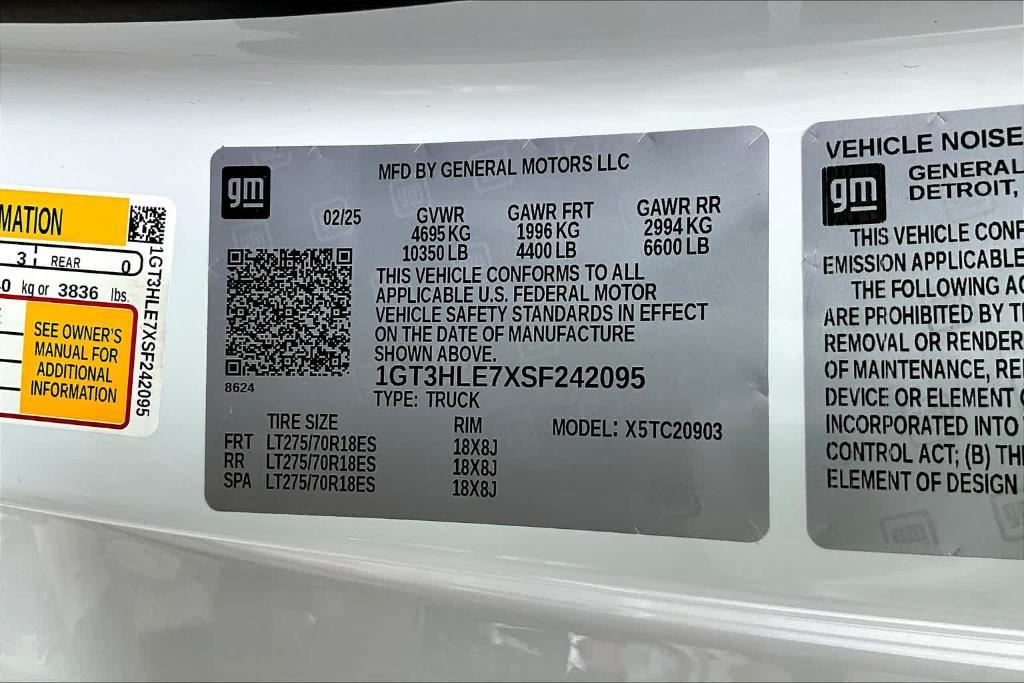 MATION
3 REAR 0
0 kg or 3836 lbs.
SEE OWNER'S
MANUAL FOR
ADDITIONAL
INFORMATION
1GT3HLE7XSF242095
gm
MFD BY GENERAL MOTORS LLC
02/25 GVWR GAWR FRT GAWR RR
4695 KG 1996 KG 2994 KG
10350 LB 4400 LB 6600 LB
THIS VEHICLE CONFORMS TO ALL
APPLICABLE U.S. FEDERAL MOTOR
VEHICLE SAFETY STANDARDS IN EFFECT
ON THE DATE OF MANUFACTURE
SHOWN ABOVE.
8624
1GT3HLE7XSF242095
TYPE: TRUCK
TIRE SIZE RIM MODEL: X5TC20903
FRT LT275/70R18ES 18X8J
RR LT275/70R18ES 18X8J
SPA LT275/70R18ES 18X8J
VEHICLE NOISE
gm
GENERAL
DETROIT,
THIS VEHICLE CONF
EMISSION APPLICABLE
THE FOLLOWING AC
ARE PROHIBITED BY TH
REMOVAL OR RENDER
OF MAINTENANCE, RE
DEVICE OR ELEMENT O
INCORPORATED INTO
CONTROL ACT; (B) TH
ELEMENT OF DESIGN